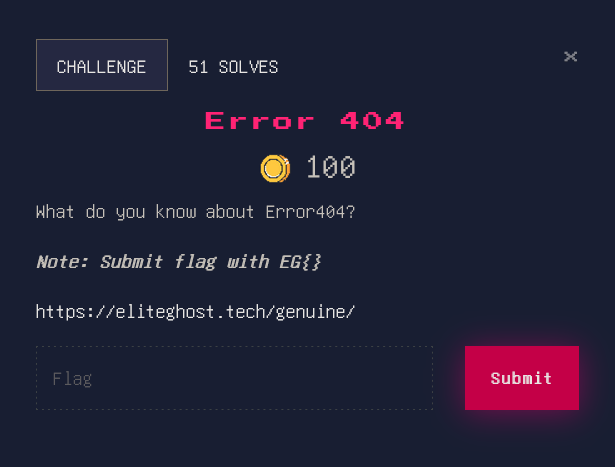 CHALLENGE 51 SOLVES ×
Error 404
100
What do you know about Error404?
Note: Submit flag with EG{}
https://eliteghost.tech/genuine/
Flag Submit